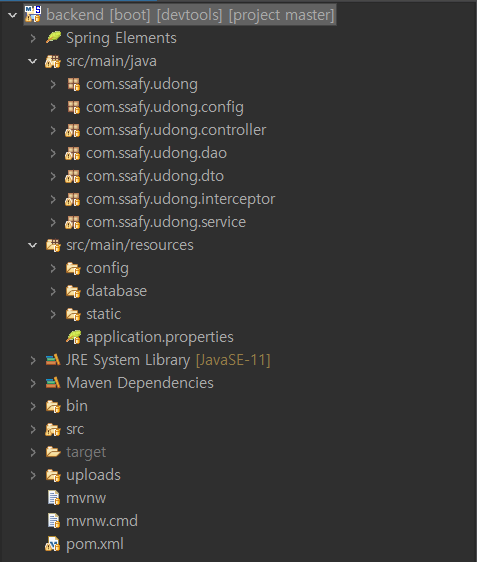 backend [boot] [devtools] [project master]
Spring Elements
src/main/java
com.ssafy.udong
com.ssafy.udong.config
com.ssafy.udong.controller
com.ssafy.udong.dao
com.ssafy.udong.dto
com.ssafy.udong.interceptor
com.ssafy.udong.service
src/main/resources
config
database
static
application.properties
JRE System Library [JavaSE-11]
Maven Dependencies
bin
src
target
uploads
mvnw
mvnw.cmd
pom.xml